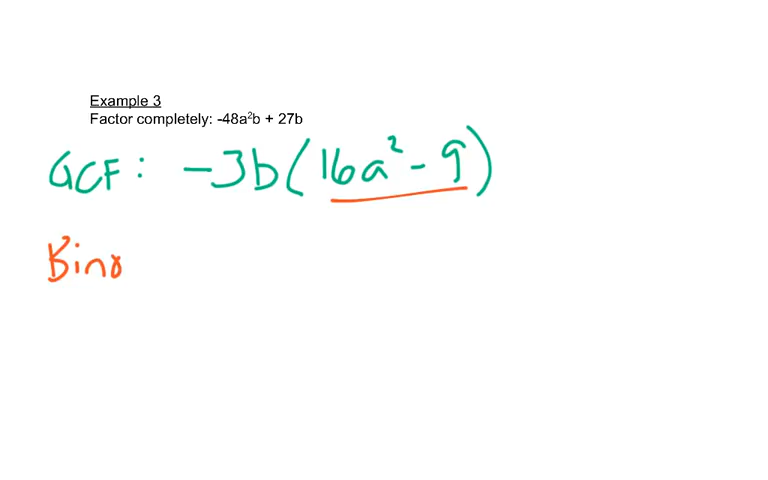 Example 3
Factor completely: -48a²b + 27b
GCF: -3b(16a² - 9)
Bino